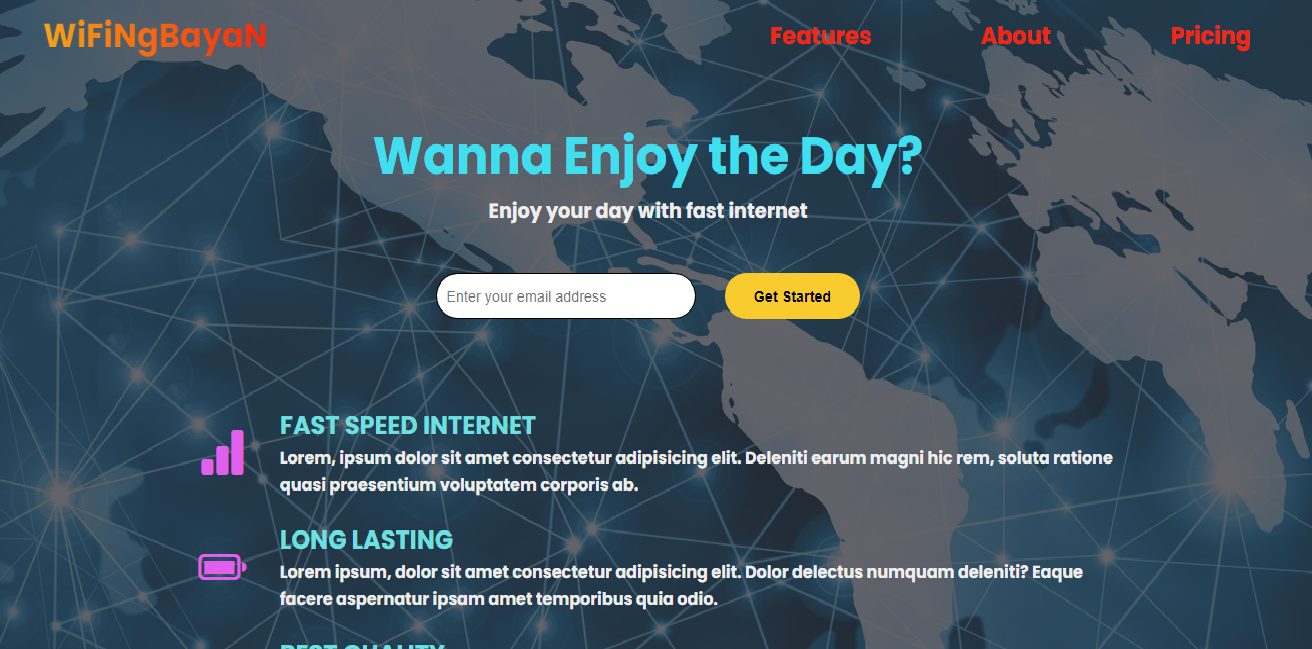 WiFiNgBayaN
Features
About
Pricing
Wanna Enjoy the Day?
Enjoy your day with fast internet
Enter your email address
Get Started
FAST SPEED INTERNET
Lorem, ipsum dolor sit amet consectetur adipisicing elit. Deleniti earum magni hic rem, soluta ratione
quasi praesentium voluptatem corporis ab.
LONG LASTING
Lorem ipsum, dolor sit amet consectetur adipisicing elit. Dolor delectus numquam deleniti? Eaque
facere aspernatur ipsam amet temporibus quia odio.
BEST QUALITY